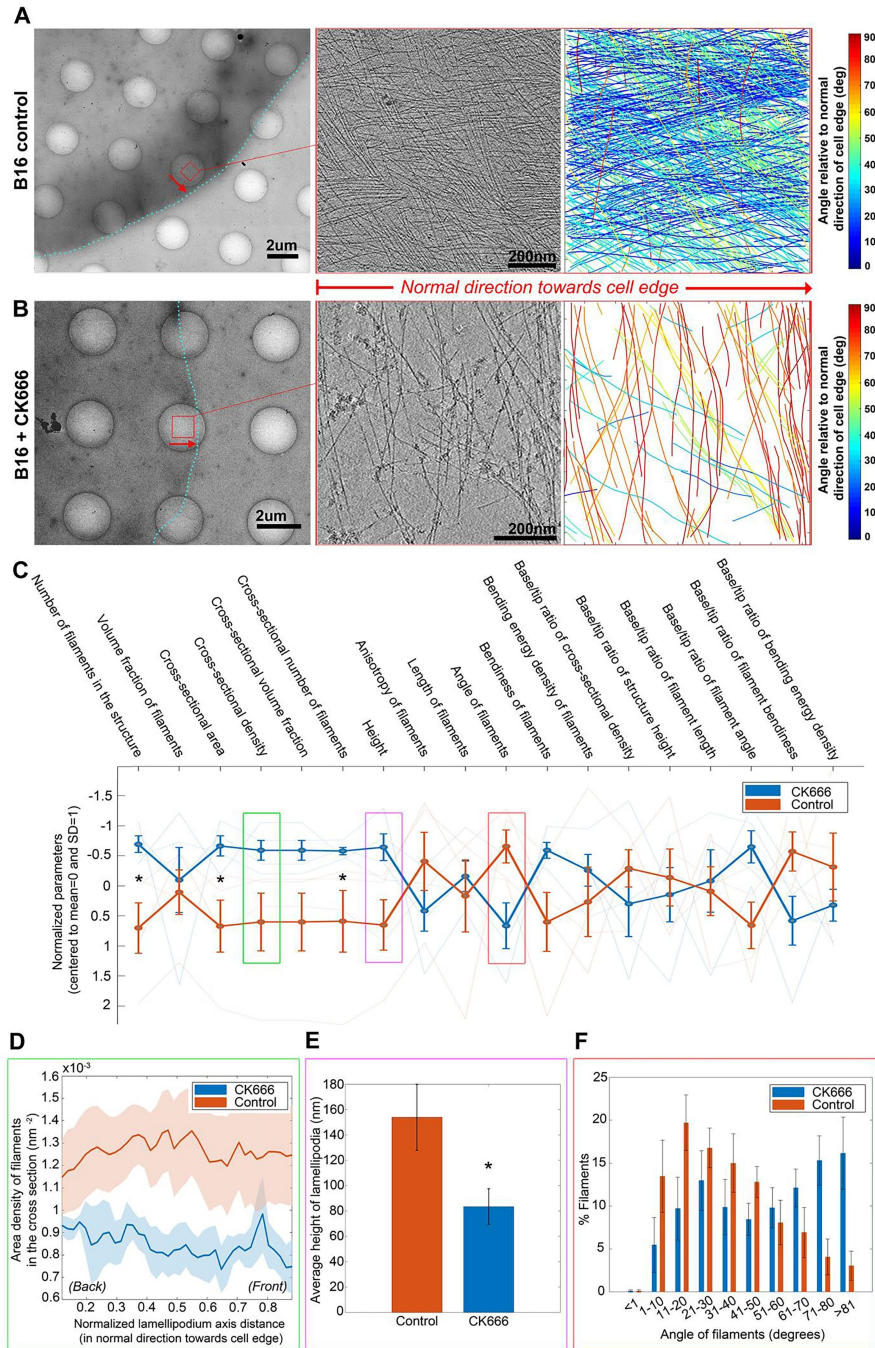 A
B16 control
2um
200nm
Angle relative to normal
direction of cell edge (deg)
90
80
70
60
50
40
30
20
10
0
Normal direction towards cell edge
B
B16 + CK666
2um
200nm
Angle relative to normal
direction of cell edge (deg)
90
80
70
60
50
40
30
20
10
0
C
Number of filaments in the structure
Volume fraction of filaments
Cross-sectional area
Cross-sectional density
Cross-sectional volume fraction
Cross-sectional number of filaments
Height
Anisotropy of filaments
Length of filaments
Angle of filaments
Bendiness of filaments
Bending energy density of filaments
Base/tip ratio of cross-sectional density
Base/tip ratio of structure height
Base/tip ratio of filament length
Base/tip ratio of filament angle
Base/tip ratio of filament bendiness
Base/tip ratio of bending energy density
Normalized parameters
(centered to mean=0 and SD=1)
-1.5
-0.5
0
0.5
1
1.5
2
* * *
CK666
Control
D
x10-3
Area density of filaments
in the cross section (nm-2)
1.6
1.5
1.4
1.3
1.2
1.1
1
0.9
0.8
0.7
0.6
CK666
Control
(Back) (Front)
0.2 0.3 0.4 0.5 0.6 0.7 0.8
Normalized lamellipodium axis distance
(in normal direction towards cell edge)
E
Average height of lamellipodia (nm)
180
160
140
120
100
80
60
40
20
0
*
Control CK666
F
% Filaments
25
20
15
10
5
0
CK666
Control
<1 1-10 11-20 21-30 31-40 41-50 51-60 61-70 71-80 >81
Angle of filaments (degrees)